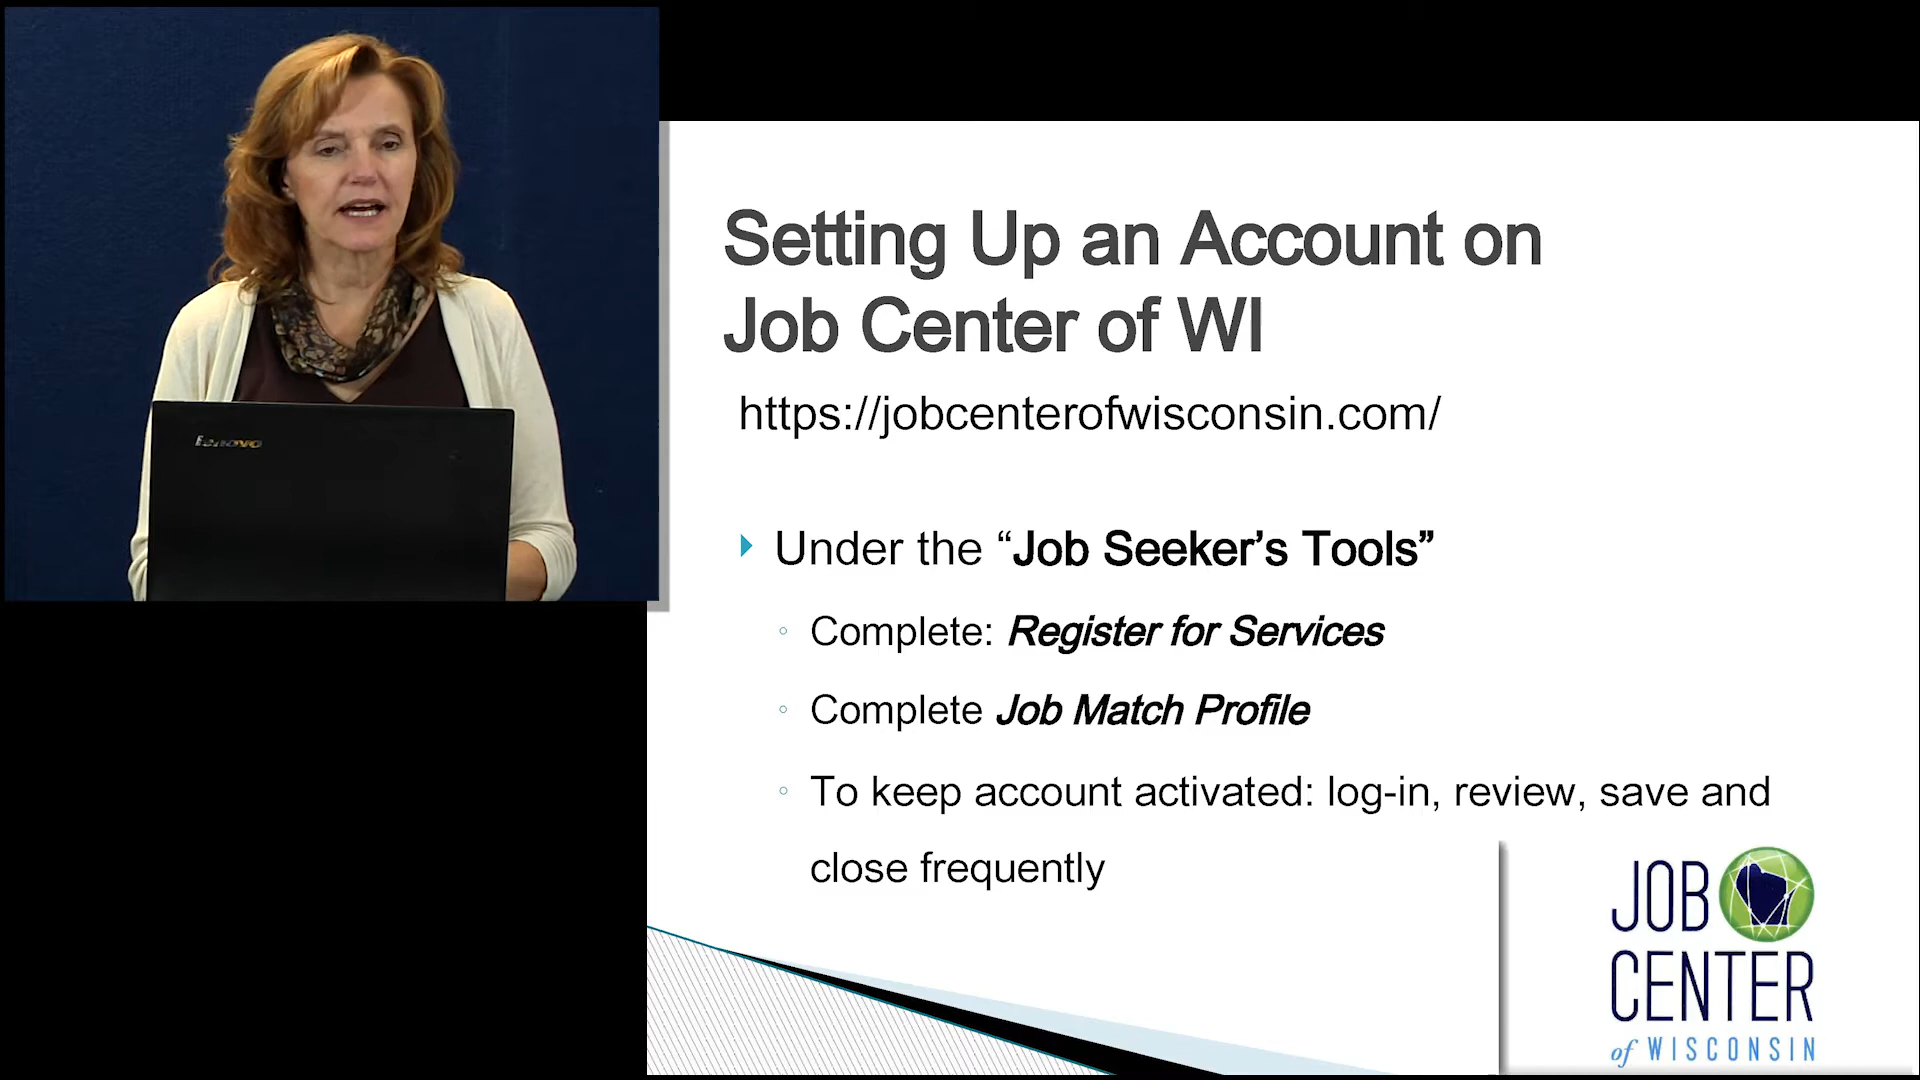 Setting Up an Account on
Job Center of WI
https://jobcenterofwisconsin.com/
Under the “Job Seeker’s Tools”
Complete: Register for Services
Complete Job Match Profile
To keep account activated: log-in, review, save and
close frequently
lenovo
JOB
CENTER
of WISCONSIN